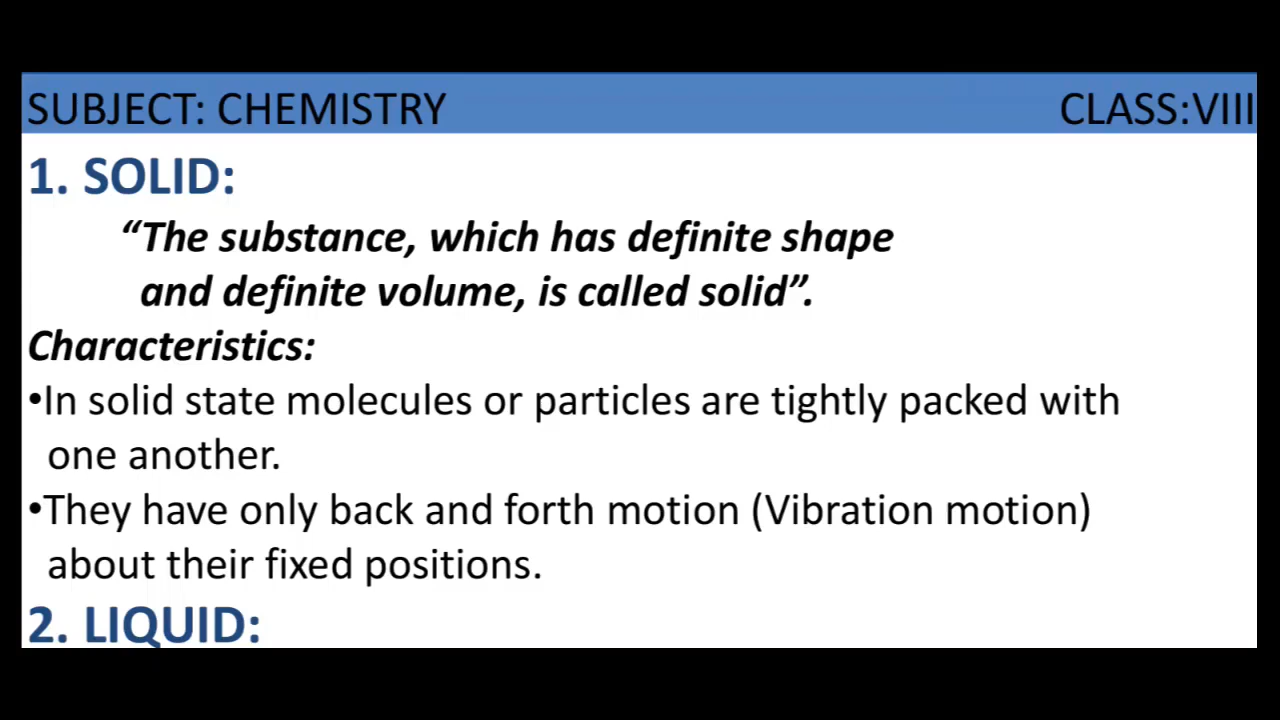 SUBJECT: CHEMISTRY CLASS:VIII
1. SOLID:
“The substance, which has definite shape
and definite volume, is called solid”.
Characteristics:
•In solid state molecules or particles are tightly packed with
one another.
•They have only back and forth motion (Vibration motion)
about their fixed positions.
2. LIQUID: